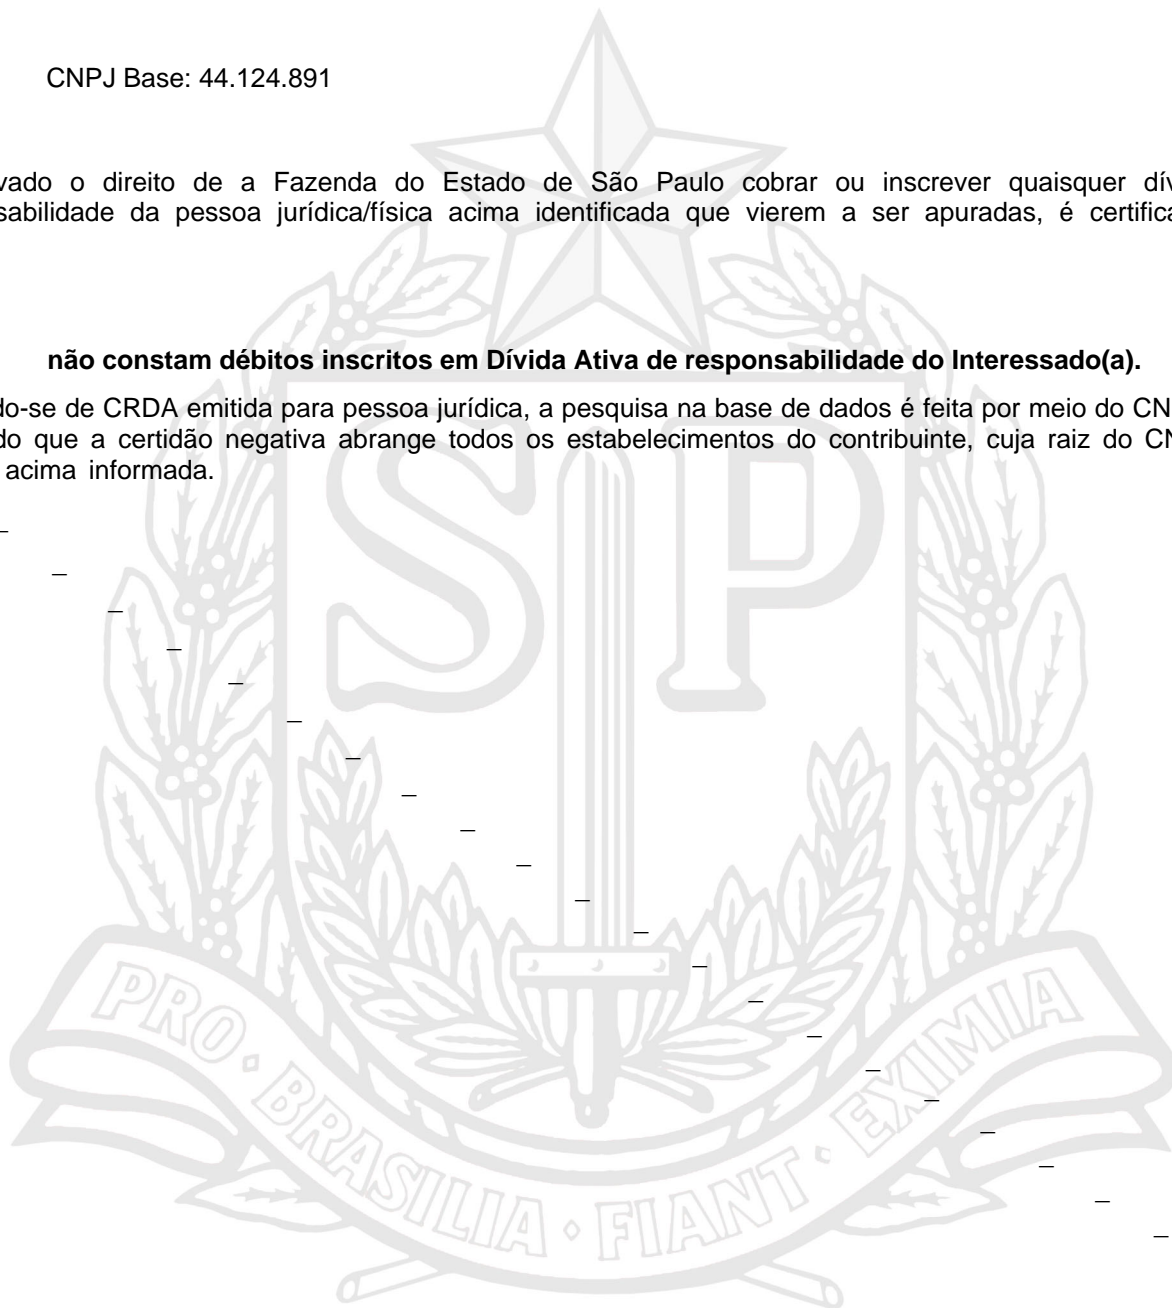 CNPJ Base: 44.124.891
vado o direito de a Fazenda do Estado de São Paulo cobrar ou inscrever quaisquer dív
sabilidade da pessoa jurídica/física acima identificada que vierem a ser apuradas, é certifica
não constam débitos inscritos em Dívida Ativa de responsabilidade do Interessado(a).
do-se de CRDA emitida para pessoa jurídica, a pesquisa na base de dados é feita por meio do CN
do que a certidão negativa abrange todos os estabelecimentos do contribuinte, cuja raiz do CN
acima informada.
SP
PRO • BRASILIA • FIANT • EXIMIA